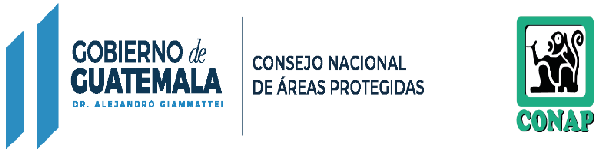 GOBIERNO de
GUATEMALA
DR. ALEJANDRO GIAMMATTEI
CONSEJO NACIONAL
DE ÁREAS PROTEGIDAS
CONAP